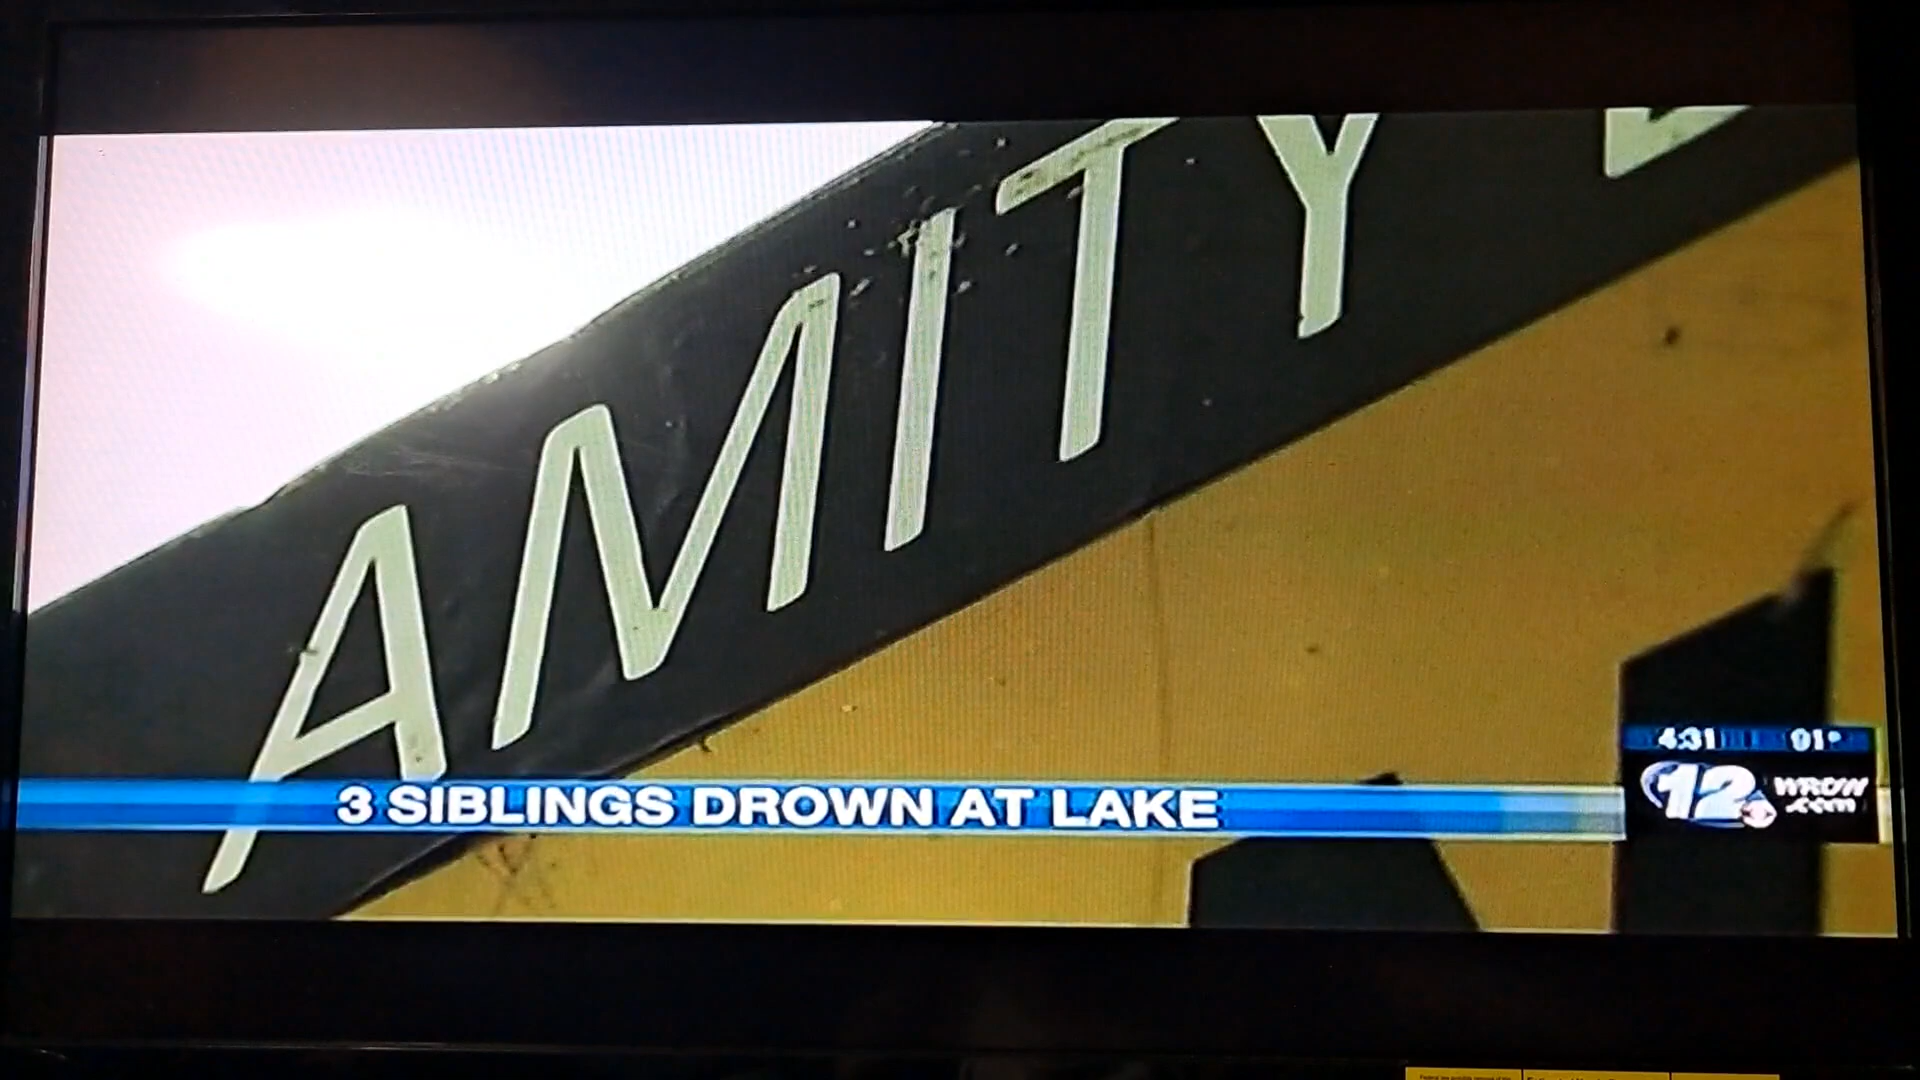 AMITY
4:31 91°
3 SIBLINGS DROWN AT LAKE
12 WRDW
.com